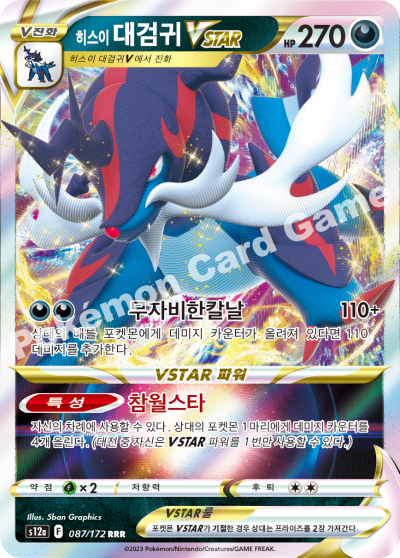 V진화
히스이 대검귀 VSTAR
HP 270
히스이 대검귀V에서 진화
Pokémon Card Game
무자비한칼날 110+
상대의 배틀 포켓몬에게 데미지 카운터가 올려져 있다면 110
데미지를 추가한다.
VSTAR 파워
특성 참월스타
자신의 차례에 사용할 수 있다. 상대의 포켓몬 1마리에게 데미지 카운터를
4개 올린다. (대전 중 자신은 VSTAR 파워를 1번만 사용할 수 있다.)
약점 ×2 저항력 후퇴
Illus. 5ban Graphics
VSTAR룰
s12a F 087/172 RRR
포켓몬 VSTAR가 기절한 경우 상대는 프라이즈를 2장 가져간다.
©2023 Pokémon/Nintendo/Creatures/GAME FREAK.